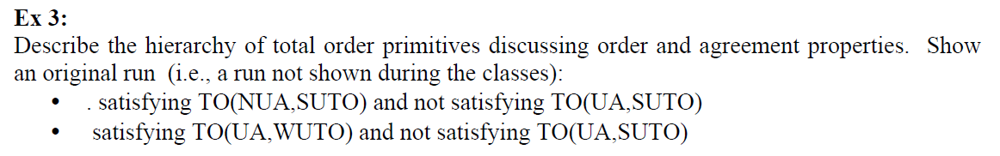 Ex 3:
Describe the hierarchy of total order primitives discussing order and agreement properties. Show
an original run (i.e., a run not shown during the classes):
• . satisfying TO(NUA,SUTO) and not satisfying TO(UA,SUTO)
• satisfying TO(UA,WUTO) and not satisfying TO(UA,SUTO)